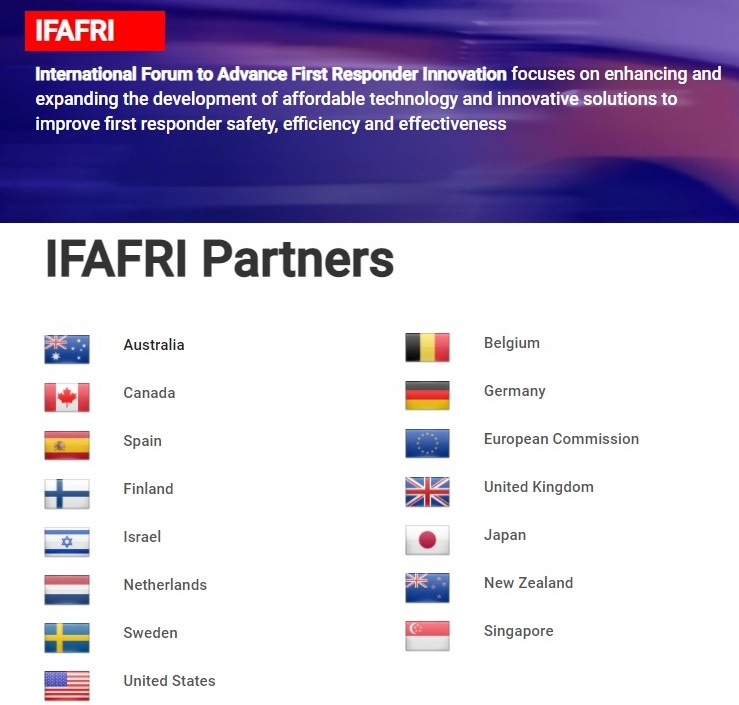 IFAFRI
International Forum to Advance First Responder Innovation focuses on enhancing and
expanding the development of affordable technology and innovative solutions to
improve first responder safety, efficiency and effectiveness
IFAFRI Partners
Australia
Canada
Spain
Finland
Israel
Netherlands
Sweden
United States
Belgium
Germany
European Commission
United Kingdom
Japan
New Zealand
Singapore